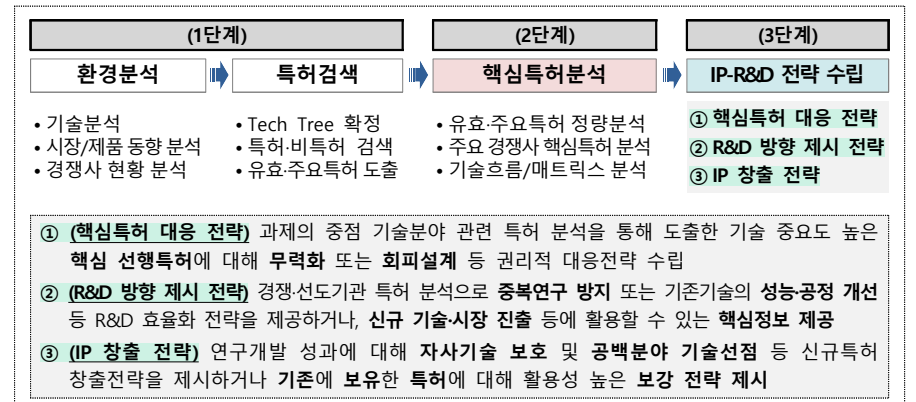 (1단계) (2단계) (3단계)
환경분석 특허검색 핵심특허분석 IP-R&D 전략 수립
• 기술분석
• 시장/제품 동향 분석
• 경쟁사 현황 분석
• Tech Tree 확정
• 특허·비특허 검색
• 유효·주요특허 도출
• 유효·주요특허 정량분석
• 주요 경쟁사 핵심특허 분석
• 기술흐름/매트릭스 분석
① 핵심특허 대응 전략
② R&D 방향 제시 전략
③ IP 창출 전략
① (핵심특허 대응 전략) 과제의 중점 기술분야 관련 특허 분석을 통해 도출한 기술 중요도 높은
핵심 선행특허에 대해 무력화 또는 회피설계 등 권리적 대응전략 수립
② (R&D 방향 제시 전략) 경쟁·선도기관 특허 분석으로 중복연구 방지 또는 기존기술의 성능·공정 개선
등 R&D 효율화 전략을 제공하거나, 신규 기술·시장 진출 등에 활용할 수 있는 핵심정보 제공
③ (IP 창출 전략) 연구개발 성과에 대해 자사기술 보호 및 공백분야 기술선점 등 신규특허
창출전략을 제시하거나 기존에 보유한 특허에 대해 활용성 높은 보강 전략 제시